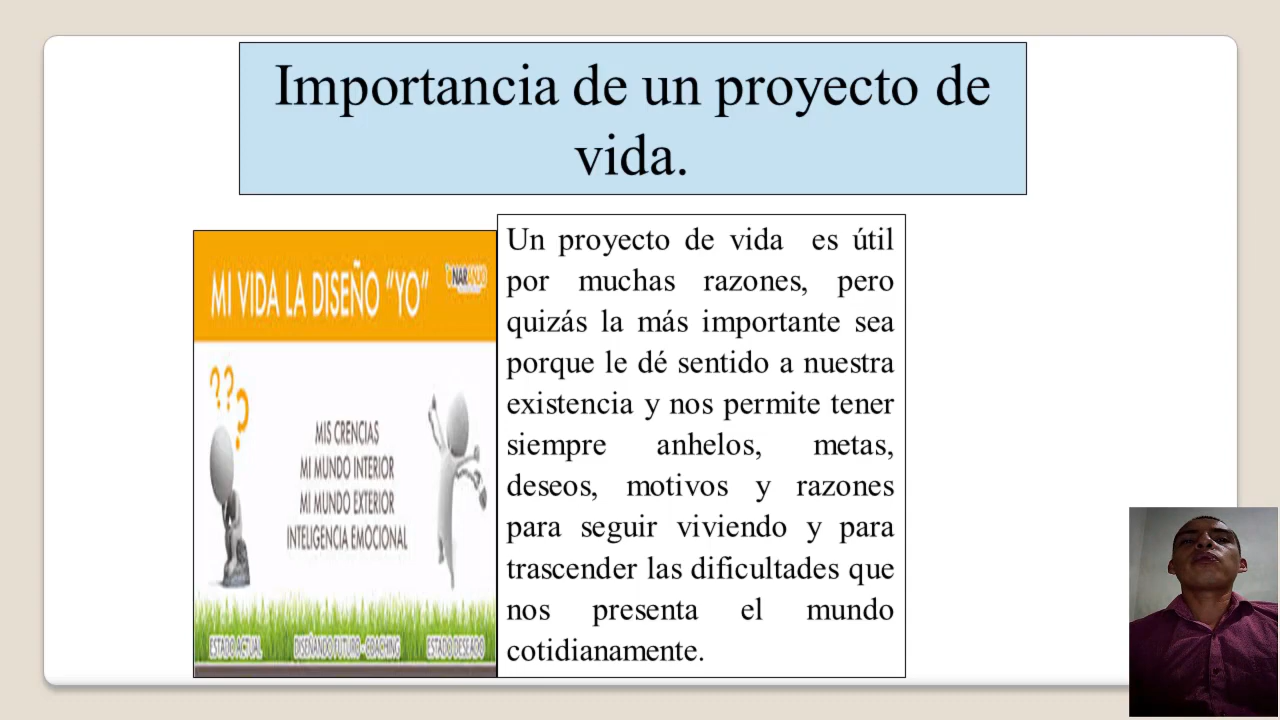 Importancia de un proyecto de
vida.
MI VIDA LA DISEÑO "YO"
MIS CRENCIAS
MI MUNDO INTERIOR
MI MUNDO EXTERIOR
INTELIGENCIA EMOCIONAL
ESTADO ACTUAL
DISEÑANDO FUTURO - COACHING
ESTADO DESEADO
Un proyecto de vida es útil
por muchas razones, pero
quizás la más importante sea
porque le dé sentido a nuestra
existencia y nos permite tener
siempre anhelos, metas,
deseos, motivos y razones
para seguir viviendo y para
trascender las dificultades que
nos presenta el mundo
cotidianamente.